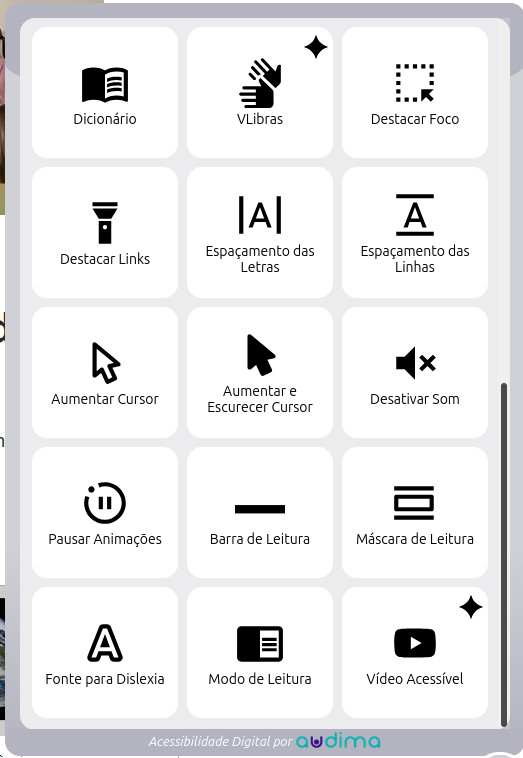 Dicionário
VLibras
Destacar Foco
Destacar Links
Espaçamento das
Letras
Espaçamento das
Linhas
Aumentar Cursor
Aumentar e
Escurecer Cursor
Desativar Som
Pausar Animações
Barra de Leitura
Máscara de Leitura
Fonte para Dislexia
Modo de Leitura
Vídeo Acessível
Acessibilidade Digital por audima